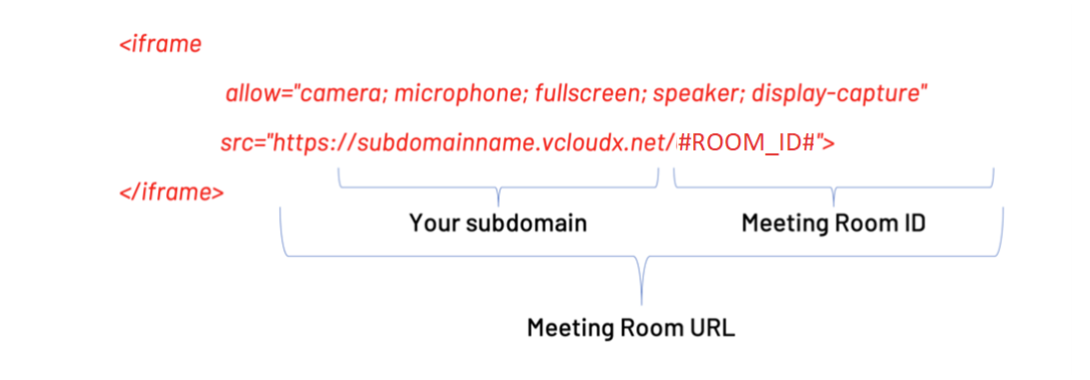 <iframe
allow="camera; microphone; fullscreen; speaker; display-capture"
src="https://subdomainname.vcloudx.net/#ROOM_ID#">
</iframe>
Your subdomain
Meeting Room ID
Meeting Room URL